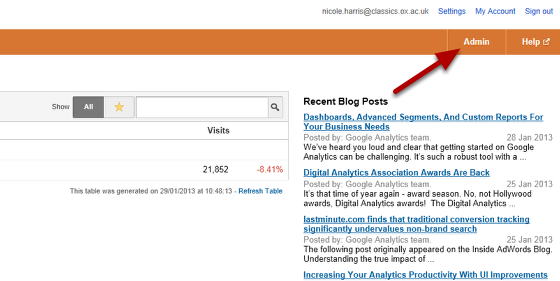 nicole.harris@classics.ox.ac.uk Settings My Account Sign out
Admin Help
Show All
Visits
21,852 -8.41%
This table was generated on 29/01/2013 at 10:48:13 - Refresh Table
Recent Blog Posts
Dashboards, Advanced Segments, And Custom Reports For
Your Business Needs
Posted by: Google Analytics team. 28 Jan 2013
We've heard you loud and clear that getting started on Google
Analytics can be challenging. It's such a robust tool with a ...
Digital Analytics Association Awards Are Back
Posted by: Google Analytics team. 25 Jan 2013
It's that time of year again - award season. No, not Hollywood
awards, Digital Analytics awards! The Digital Analytics ...
lastminute.com finds that traditional conversion tracking
significantly undervalues non-brand search
Posted by: Google Analytics team. 25 Jan 2013
The following post originally appeared on the Inside AdWords Blog.
Understanding the true impact of ...
Increasing Your Analytics Productivity With UI Improvements